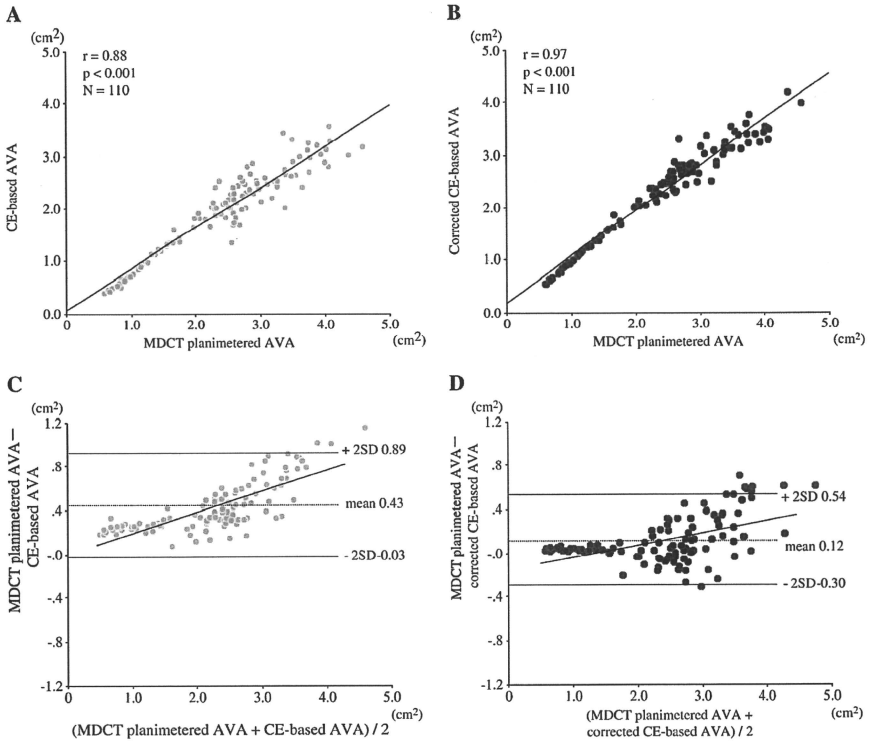 A
(cm2)
5.0
r = 0.88
p < 0.001
N = 110
4.0
3.0
2.0
1.0
0.0
CE-based AVA
0 1.0 2.0 3.0 4.0 5.0
MDCT planimetered AVA (cm2)
B
(cm2)
5.0
r = 0.97
p < 0.001
N = 110
4.0
3.0
2.0
1.0
0.0
Corrected CE-based AVA
0 1.0 2.0 3.0 4.0 5.0
MDCT planimetered AVA (cm2)
C
(cm2)
1.2
.8
.4
-.0
-.4
-.8
-1.2
MDCT planimetered AVA—
CE-based AVA
+ 2SD 0.89
mean 0.43
- 2SD-0.03
0 1.0 2.0 3.0 4.0 5.0
(cm2)
(MDCT planimetered AVA + CE-based AVA) / 2
D
(cm2)
1.2
.8
.4
-.0
-.4
-.8
-1.2
MDCT planimetered AVA—
corrected CE-based AVA
+ 2SD 0.54
mean 0.12
- 2SD-0.30
0 1.0 2.0 3.0 4.0 5.0
(cm2)
(MDCT planimetered AVA +
corrected CE-based AVA) / 2